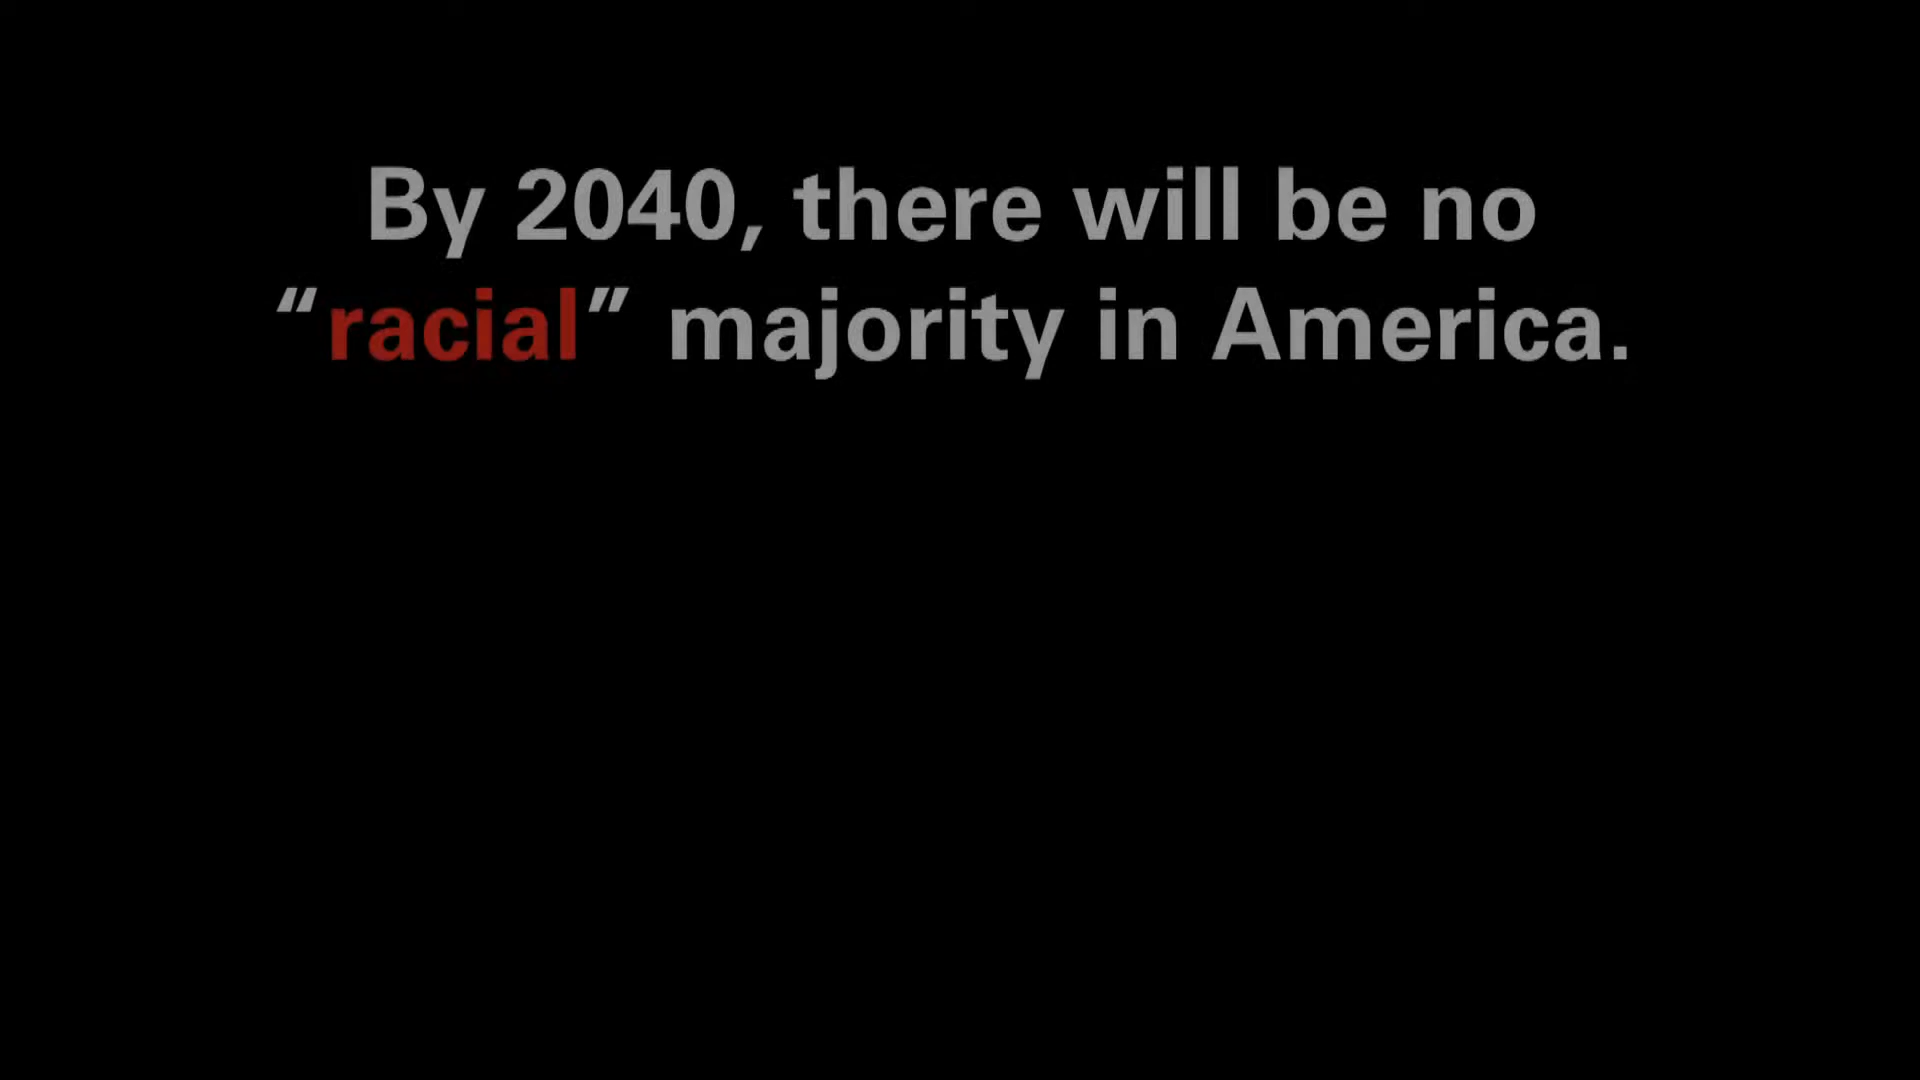 By 2040, there will be no
“racial” majority in America.